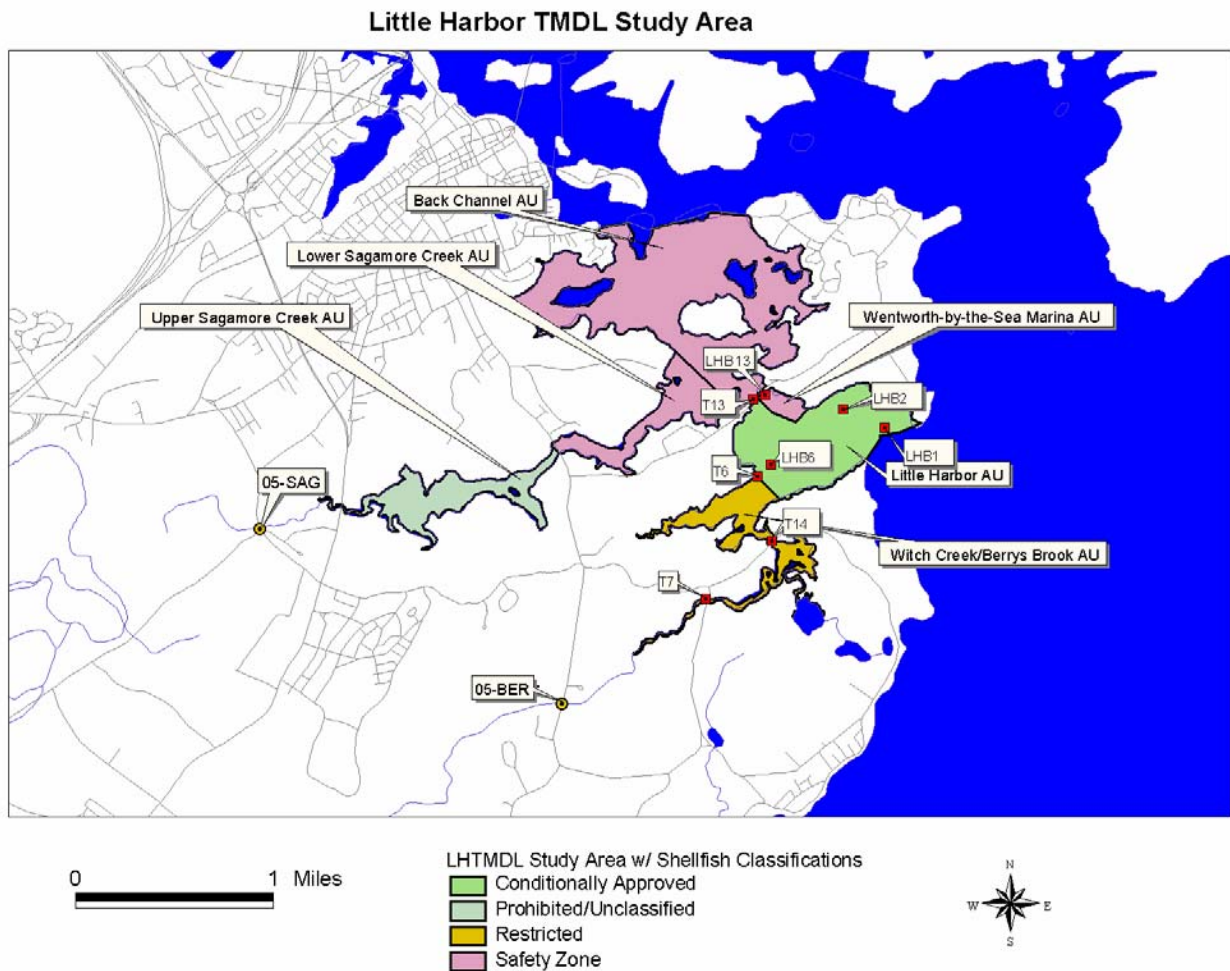 Little Harbor TMDL Study Area
Back Channel AU
Lower Sagamore Creek AU
Upper Sagamore Creek AU
Wentworth-by-the-Sea Marina AU
LHB13
T13
LHB2
LHB1
LHB6
T6
Little Harbor AU
05-SAG
T14
Witch Creek/Berrys Brook AU
T7
05-BER
0 1 Miles
LHTMDL Study Area w/ Shellfish Classifications
Conditionally Approved
Prohibited/Unclassified
Restricted
Safety Zone
N
W E
S